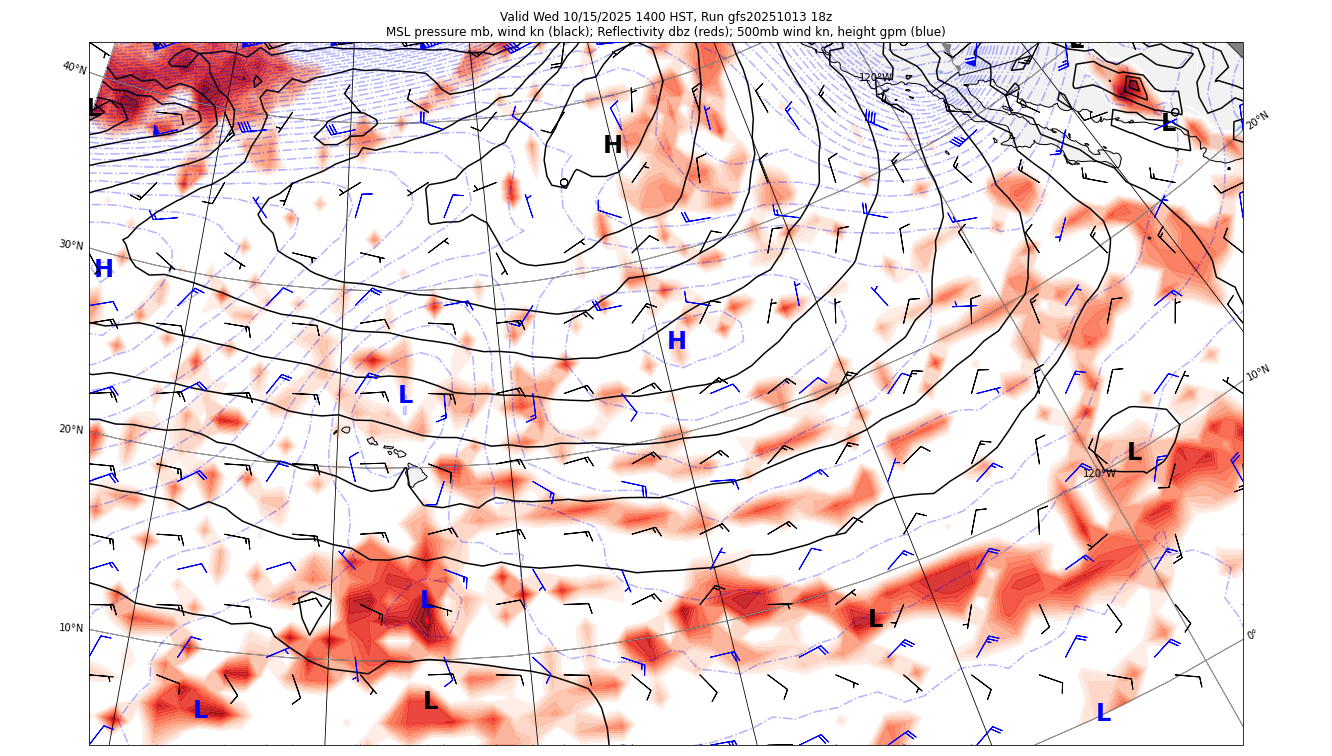 Valid Wed 10/15/2025 1400 HST, Run gfs20251013 18z
MSL pressure mb, wind kn (black); Reflectivity dbz (reds); 500mb wind kn, height gpm (blue)
L
40°N
120°W
20°N
L
L
H
30°N
H
H
10°N
L
20°N
L
120°W
L
L
10°N
0°
L
L
L